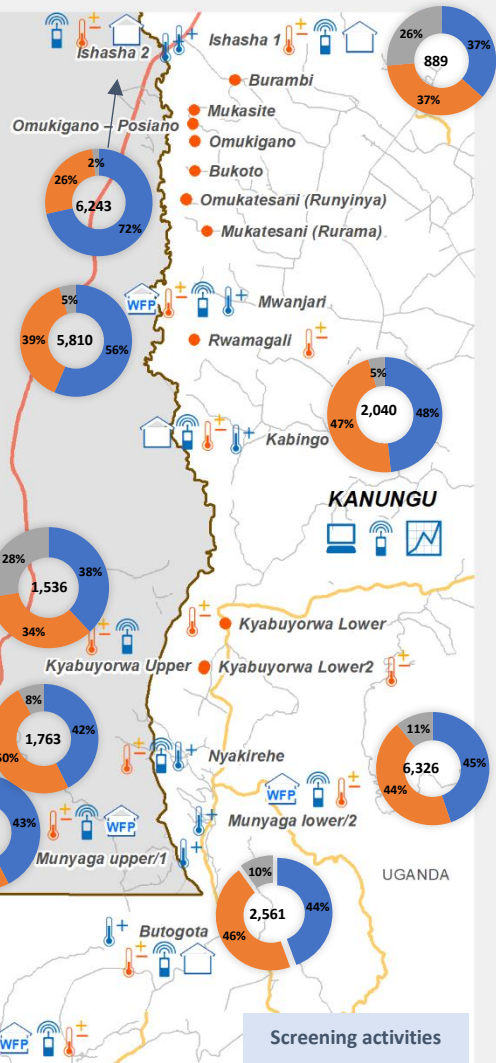 Ishasha 2
Ishasha 1
26%
37%
889
37%
Burambi
Mukasite
Omukigano – Posiano
Omukigano
2%
26%
6,243
72%
Bukoto
Omukatesani (Runyinya)
Mukatesani (Rurama)
WFP
Mwanjari
5%
39%
5,810
56%
Rwamagali
5%
47%
2,040
48%
Kabingo
KANUNGU
28%
38%
1,536
34%
Kyabuyorwa Lower
Kyabuyorwa Upper
Kyabuyorwa Lower2
8%
42%
1,763
50%
Nyakirehe
11%
45%
6,326
44%
WFP
43%
WFP
Munyaga lower/2
Munyaga upper/1
UGANDA
10%
44%
2,561
46%
Butogota
WFP
Screening activities